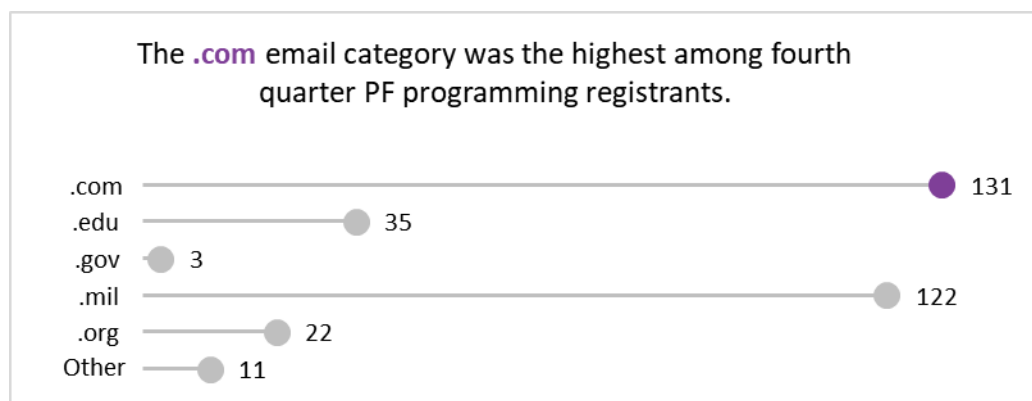 The .com email category was the highest among fourth
quarter PF programming registrants.
.com 131
.edu 35
.gov 3
.mil 122
.org 22
Other 11